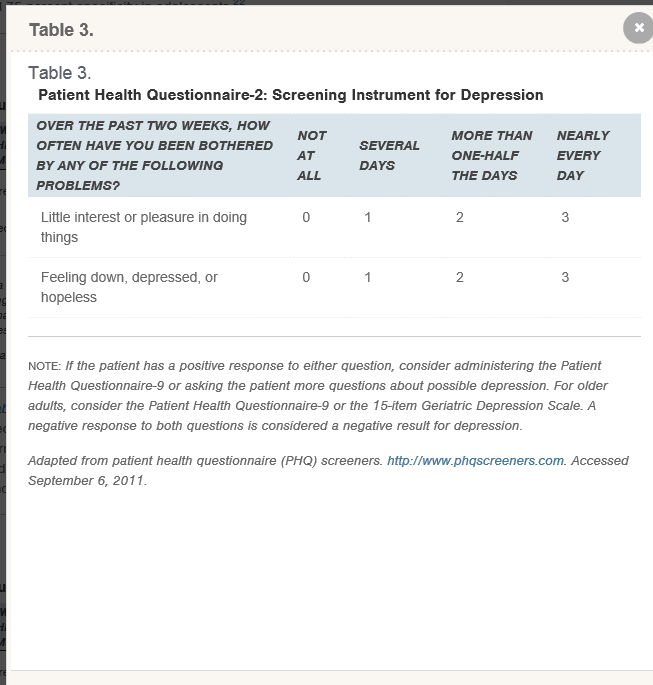 Table 3.
Table 3.
Patient Health Questionnaire-2: Screening Instrument for Depression
OVER THE PAST TWO WEEKS, HOW
OFTEN HAVE YOU BEEN BOTHERED
BY ANY OF THE FOLLOWING
PROBLEMS?
NOT
AT
ALL
SEVERAL
DAYS
MORE THAN
ONE-HALF
THE DAYS
NEARLY
EVERY
DAY
Little interest or pleasure in doing
things
0 1 2 3
Feeling down, depressed, or
hopeless
0 1 2 3
NOTE: If the patient has a positive response to either question, consider administering the Patient
Health Questionnaire-9 or asking the patient more questions about possible depression. For older
adults, consider the Patient Health Questionnaire-9 or the 15-item Geriatric Depression Scale. A
negative response to both questions is considered a negative result for depression.
Adapted from patient health questionnaire (PHQ) screeners. http://www.phqscreeners.com. Accessed
September 6, 2011.